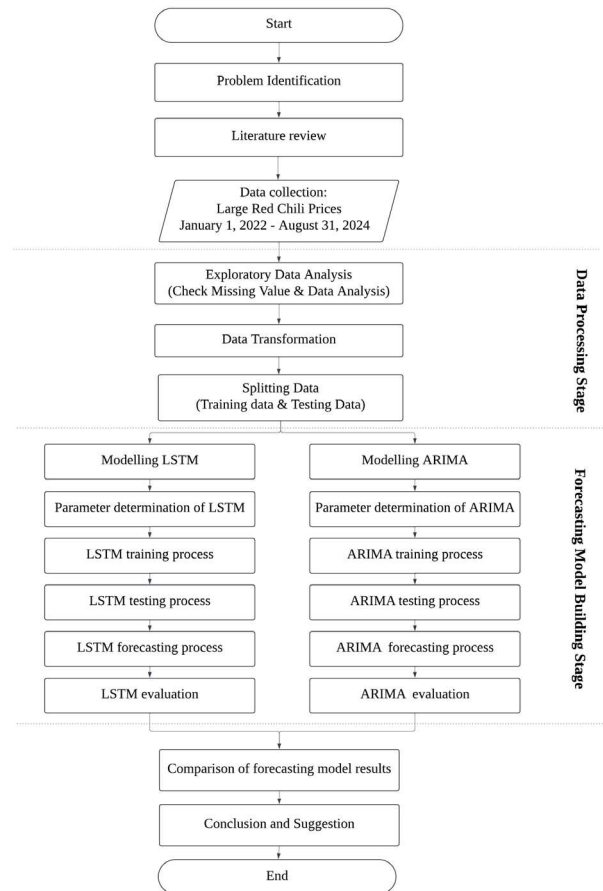 Start
Problem Identification
Literature review
Data collection:
Large Red Chili Prices
January 1, 2022 - August 31, 2024
Exploratory Data Analysis
(Check Missing Value & Data Analysis)
Data Transformation
Splitting Data
(Training data & Testing Data)
Data Processing Stage
Modelling LSTM
Parameter determination of LSTM
LSTM training process
LSTM testing process
LSTM forecasting process
LSTM evaluation
Modelling ARIMA
Parameter determination of ARIMA
ARIMA training process
ARIMA testing process
ARIMA forecasting process
ARIMA evaluation
Forecasting Model Building Stage
Comparison of forecasting model results
Conclusion and Suggestion
End